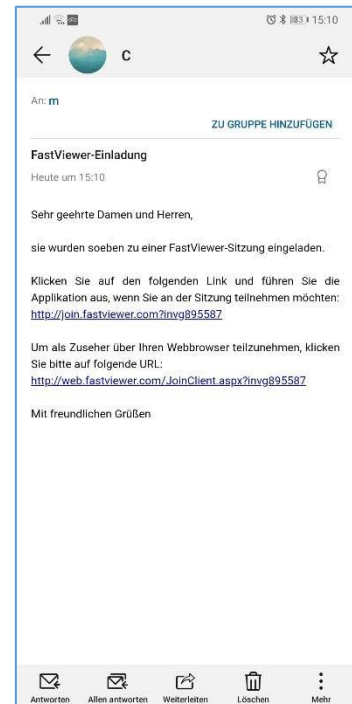 15:10
C
An: m
ZU GRUPPE HINZUFÜGEN
FastViewer-Einladung
Heute um 15:10
Sehr geehrte Damen und Herren,
sie wurden soeben zu einer FastViewer-Sitzung eingeladen.
Klicken Sie auf den folgenden Link und führen Sie die
Applikation aus, wenn Sie an der Sitzung teilnehmen möchten:
http://join.fastviewer.com?invg895587
Um als Zuseher über Ihren Webbrowser teilzunehmen, klicken
Sie bitte auf folgende URL:
http://web.fastviewer.com/JoinClient.aspx?invg895587
Mit freundlichen Grüßen
Antworten Allen antworten Weiterleiten Löschen Mehr